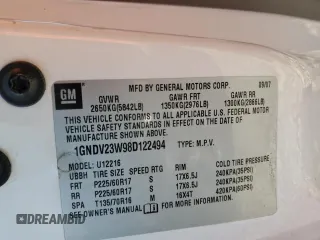 GM
MFD BY GENERAL MOTORS CORP. 09/07
GVWR GAWR FRT GAWR RR
2650KG(5842LB) 1350KG(2976LB) 1300KG(2866LB)
THIS VEHICLE CONFORMS TO ALL APPLICABLE
U.S. FEDERAL MOTOR VEHICLE
THEFT PREVENTION STANDARDS IN EFFECT ON THE
DATE OF MANUFACTURE SHOWN ABOVE.
1GNDV23W98D122494 TYPE: M.P.V.
MODEL: U12216
UBBH TIRE SIZE SPEED RTG RIM COLD TIRE PRESSURE
FRT P225/60R17 S 17X6.5J 240KPA(35PSI)
RR P225/60R17 S 17X6.5J 240KPA(35PSI)
SPA T135/70R16 M 16X4T 420KPA(60PSI)
SEE OWNER'S MANUAL FOR ADDITIONAL INFORMATION
AUTOBIDMASTER